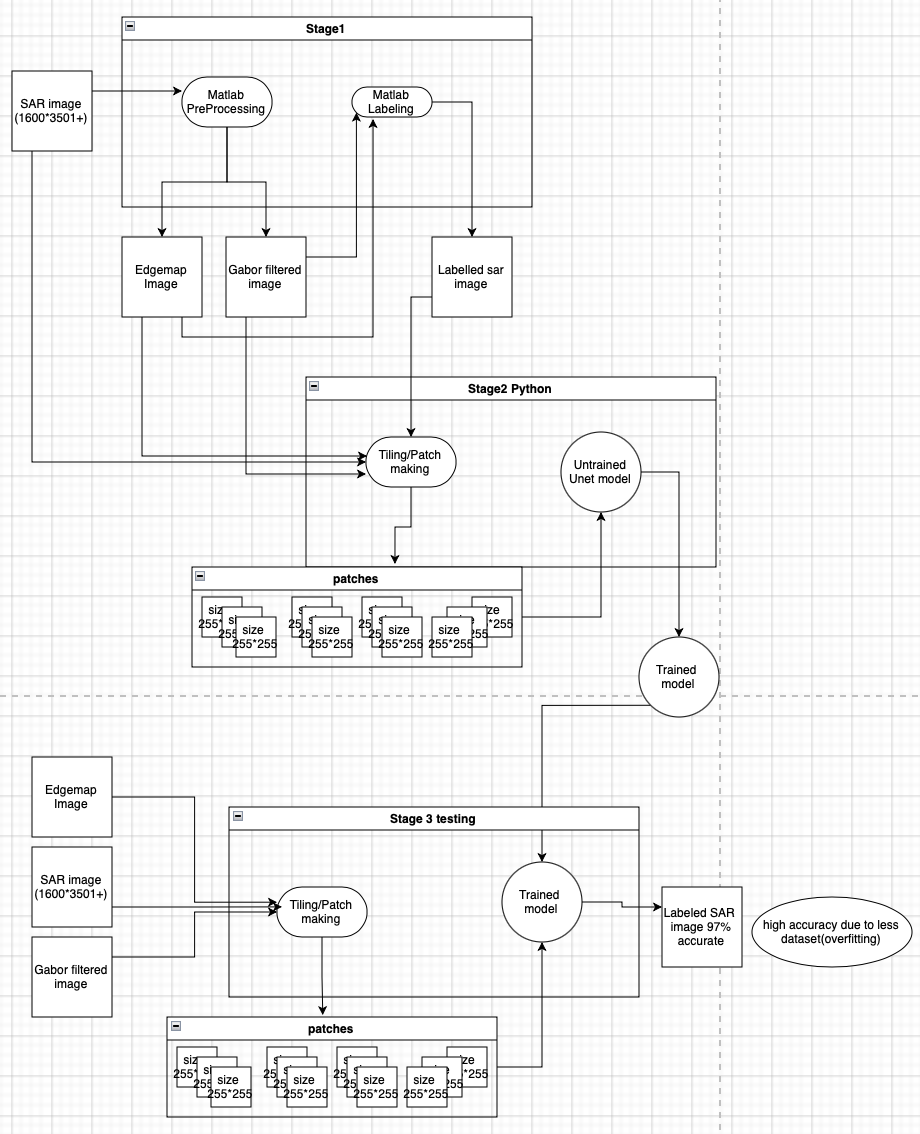 Stage1
SAR image
(1600*3501+)
Matlab
PreProcessing
Matlab
Labeling
Edgemap
Image
Gabor filtered
image
Labelled sar
image
Stage2 Python
Tiling/Patch
making
Untrained
Unet model
patches
size
255*255
size
255*255
size
255*255
size
255*255
Trained
model
Edgemap
Image
SAR image
(1600*3501+)
Gabor filtered
image
Stage 3 testing
Tiling/Patch
making
Trained
model
Labeled SAR
image 97%
accurate
high accuracy due to less
dataset(overfitting)
patches
size
255*255
size
255*255
size
255*255
size
255*255